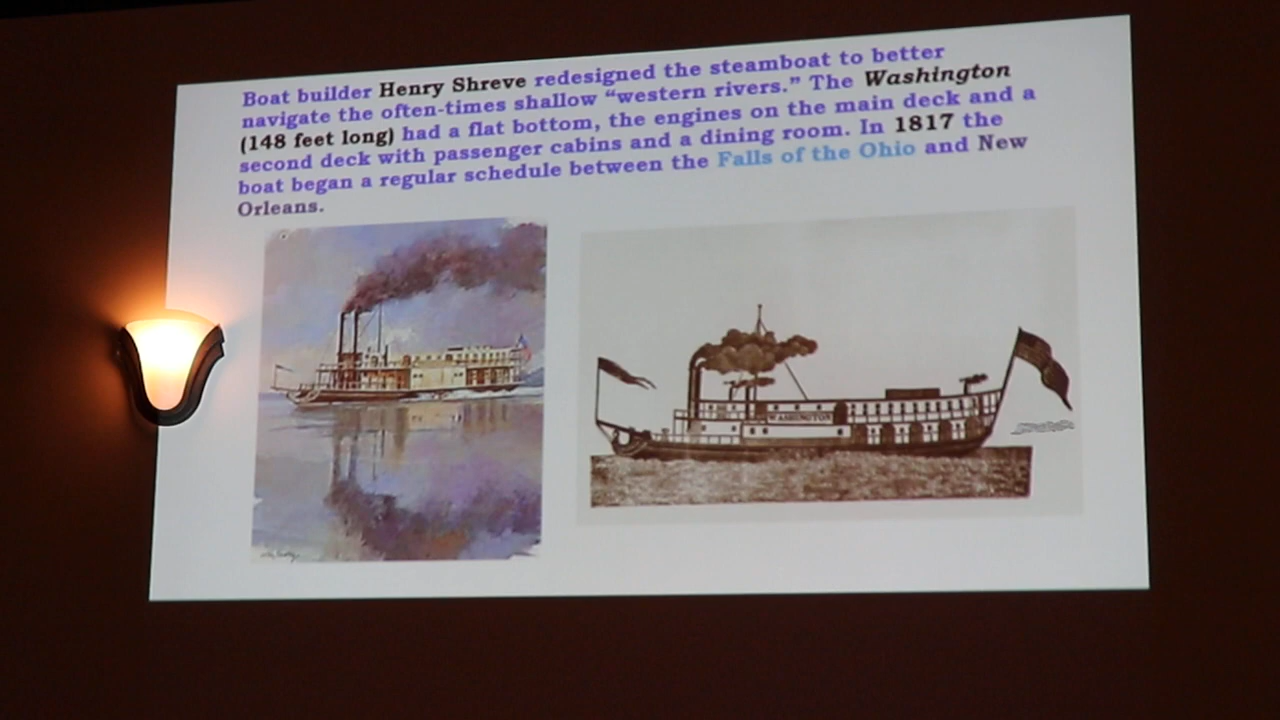 Boat builder Henry Shreve redesigned the steamboat to better
navigate the often-times shallow “western rivers.” The Washington
(148 feet long) had a flat bottom, the engines on the main deck and a
second deck with passenger cabins and a dining room. In 1817 the
boat began a regular schedule between the Falls of the Ohio and New
Orleans.
WASHINGTON